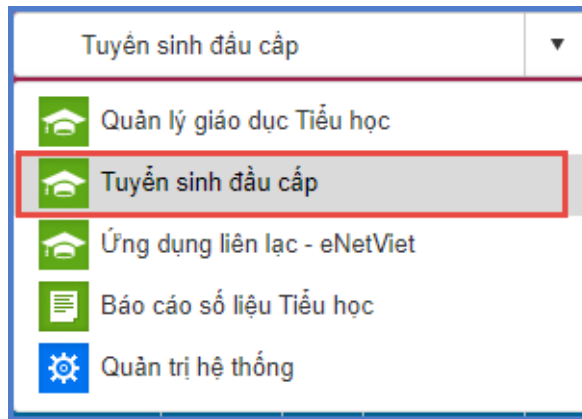 Tuyển sinh đầu cấp
Quản lý giáo dục Tiểu học
Tuyển sinh đầu cấp
Ứng dụng liên lạc - eNetViet
Báo cáo số liệu Tiểu học
Quản trị hệ thống